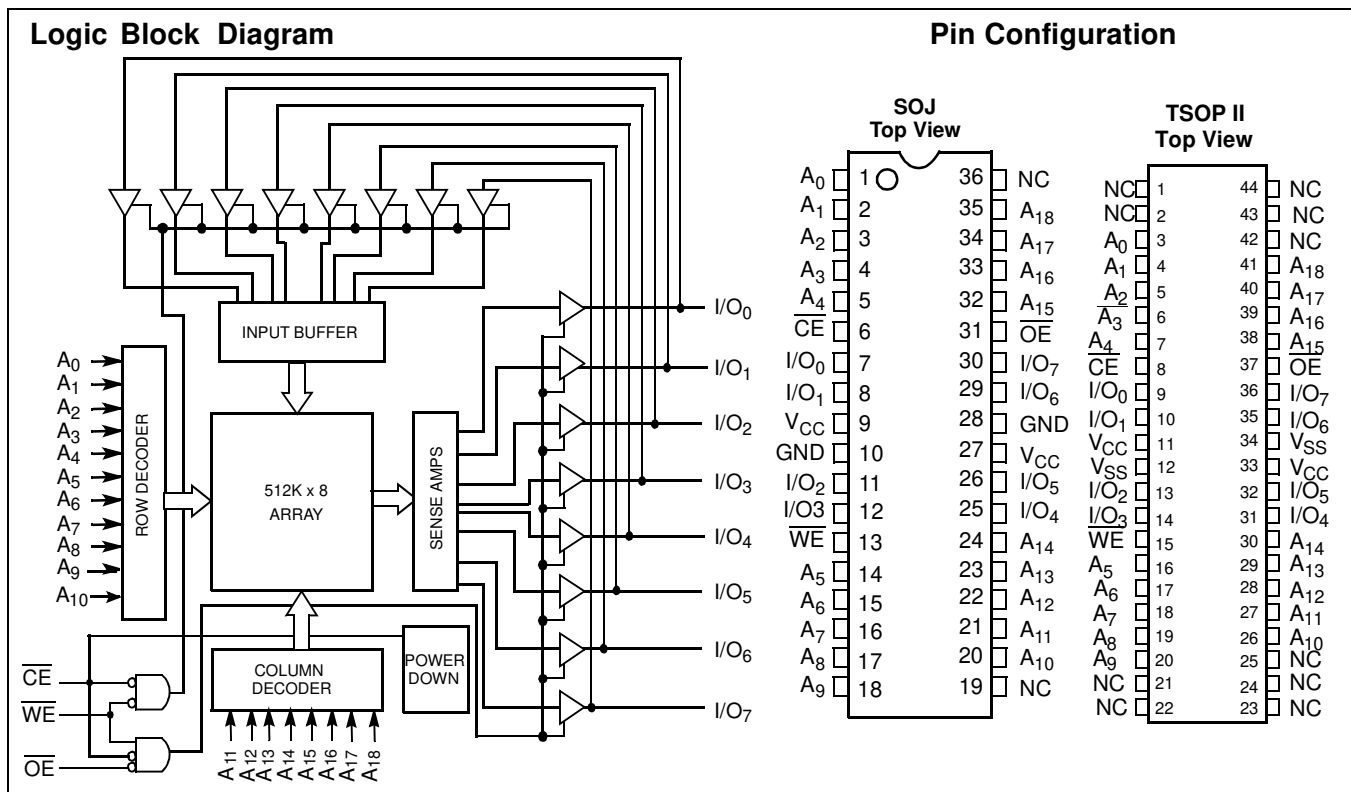 Logic Block Diagram
Pin Configuration
INPUT BUFFER
A0
A1
A2
A3
A4
A5
A6
A7
A8
A9
A10
ROW DECODER
512K x 8
ARRAY
SENSE AMPS
COLUMN
DECODER
POWER
DOWN
A11
A12
A13
A14
A15
A16
A17
A18
C̅E̅
W̅E̅
O̅E̅
I/O0
I/O1
I/O2
I/O3
I/O4
I/O5
I/O6
I/O7
SOJ
Top View
A0 1 36 NC
A1 2 35 A18
A2 3 34 A17
A3 4 33 A16
A4 5 32 A15
C̅E̅ 6 31 O̅E̅
I/O0 7 30 I/O7
I/O1 8 29 I/O6
VCC 9 28 GND
GND 10 27 VCC
I/O2 11 26 I/O5
I/O3 12 25 I/O4
W̅E̅ 13 24 A14
A5 14 23 A13
A6 15 22 A12
A7 16 21 A11
A8 17 20 A10
A9 18 19 NC
TSOP II
Top View
NC 1 44 NC
NC 2 43 NC
A0 3 42 NC
A1 4 41 A18
A2 5 40 A17
A3 6 39 A16
A4 7 38 A15
C̅E̅ 8 37 O̅E̅
I/O0 9 36 I/O7
I/O1 10 35 I/O6
VCC 11 34 VSS
VSS 12 33 VCC
I/O2 13 32 I/O5
I/O3 14 31 I/O4
W̅E̅ 15 30 A14
A5 16 29 A13
A6 17 28 A12
A7 18 27 A11
A8 19 26 A10
A9 20 25 NC
NC 21 24 NC
NC 22 23 NC